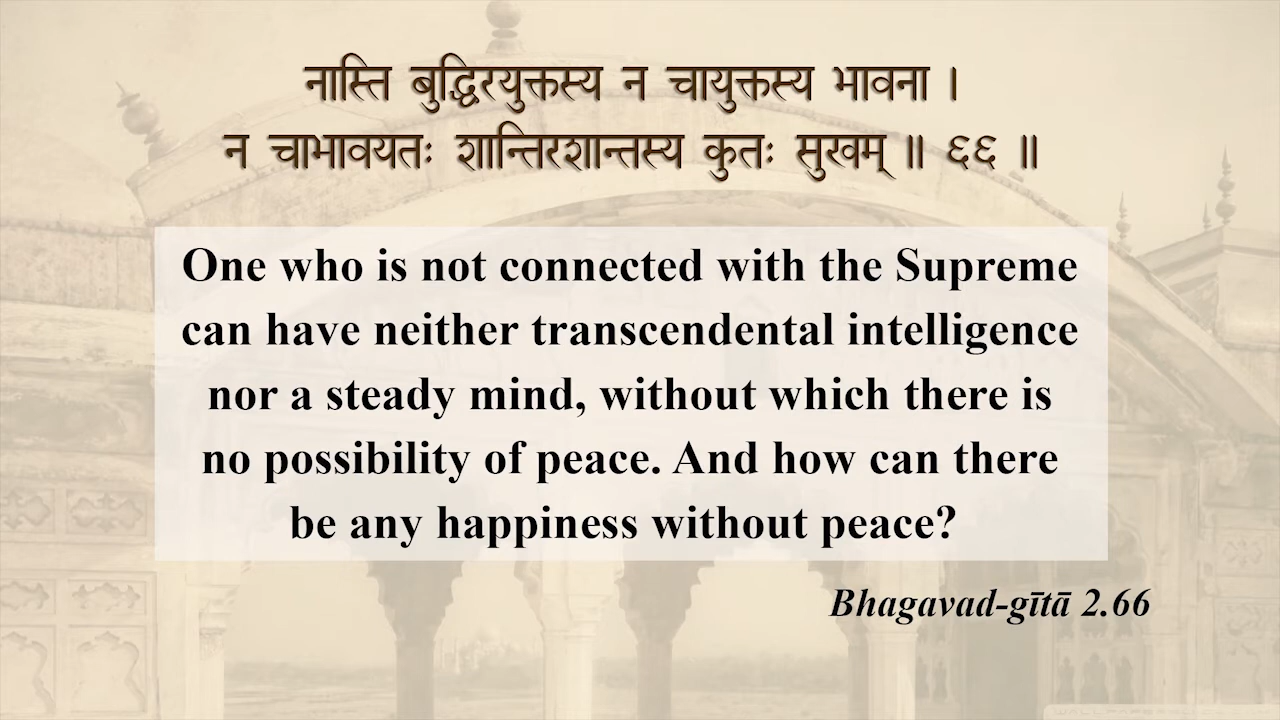 नास्ति बुद्धिरयुक्तस्य न चायुक्तस्य भावना ।
न चाभावयतः शान्तिरशान्तस्य कुतः सुखम् ॥ ६६ ॥
One who is not connected with the Supreme
can have neither transcendental intelligence
nor a steady mind, without which there is
no possibility of peace. And how can there
be any happiness without peace?
Bhagavad-gītā 2.66